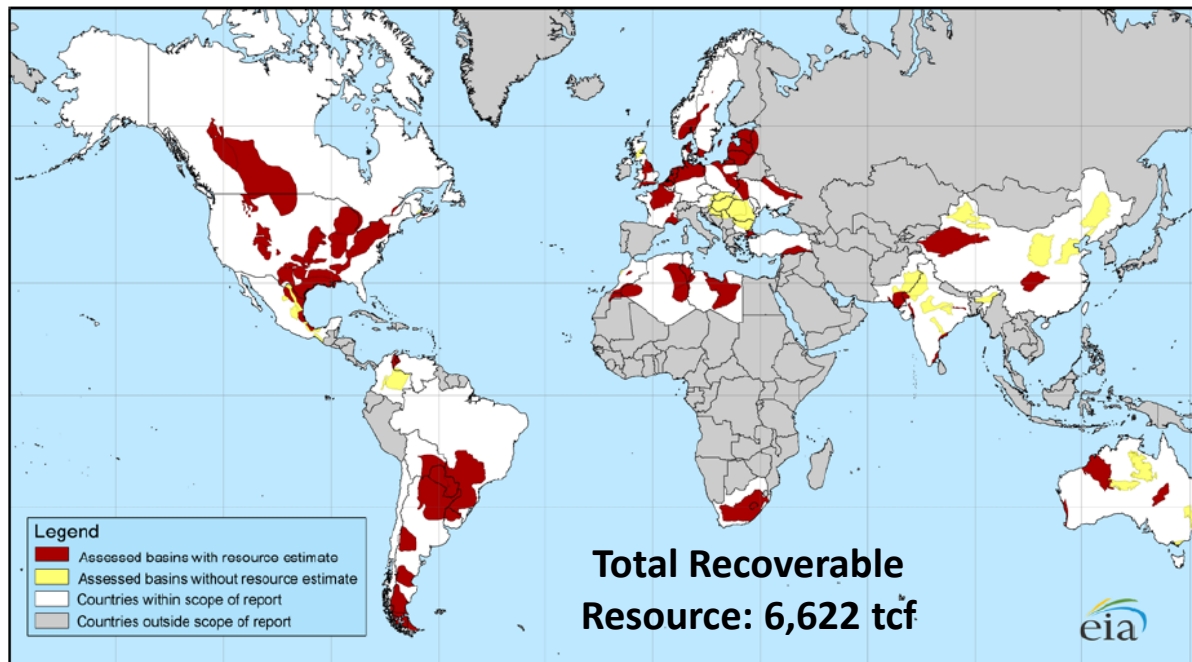 Legend
Assessed basins with resource estimate
Assessed basins without resource estimate
Countries within scope of report
Countries outside scope of report
Total Recoverable
Resource: 6,622 tcf
eia